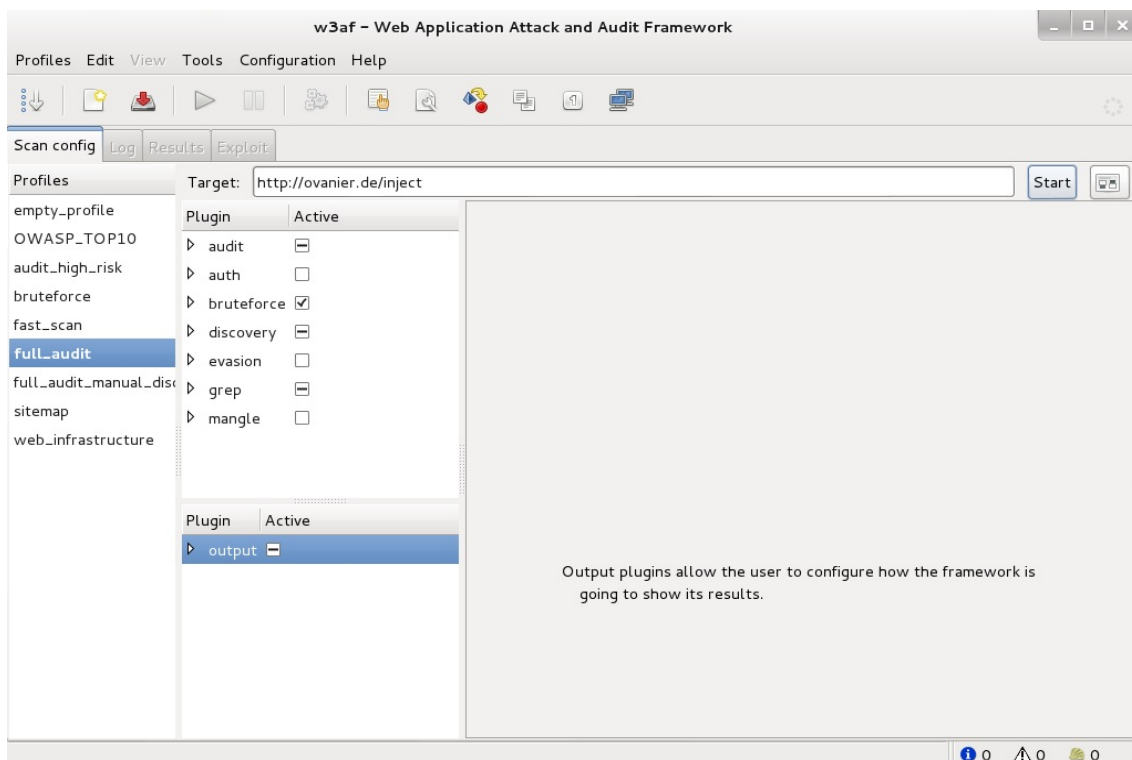 w3af - Web Application Attack and Audit Framework
Profiles Edit View Tools Configuration Help
Scan config Log Results Exploit
Profiles
empty_profile
OWASP_TOP10
audit_high_risk
bruteforce
fast_scan
full_audit
full_audit_manual_disc
sitemap
web_infrastructure
Target: http://ovanier.de/inject Start
Plugin Active
audit
auth
bruteforce
discovery
evasion
grep
mangle
Plugin Active
output
Output plugins allow the user to configure how the framework is
going to show its results.
0 0 0